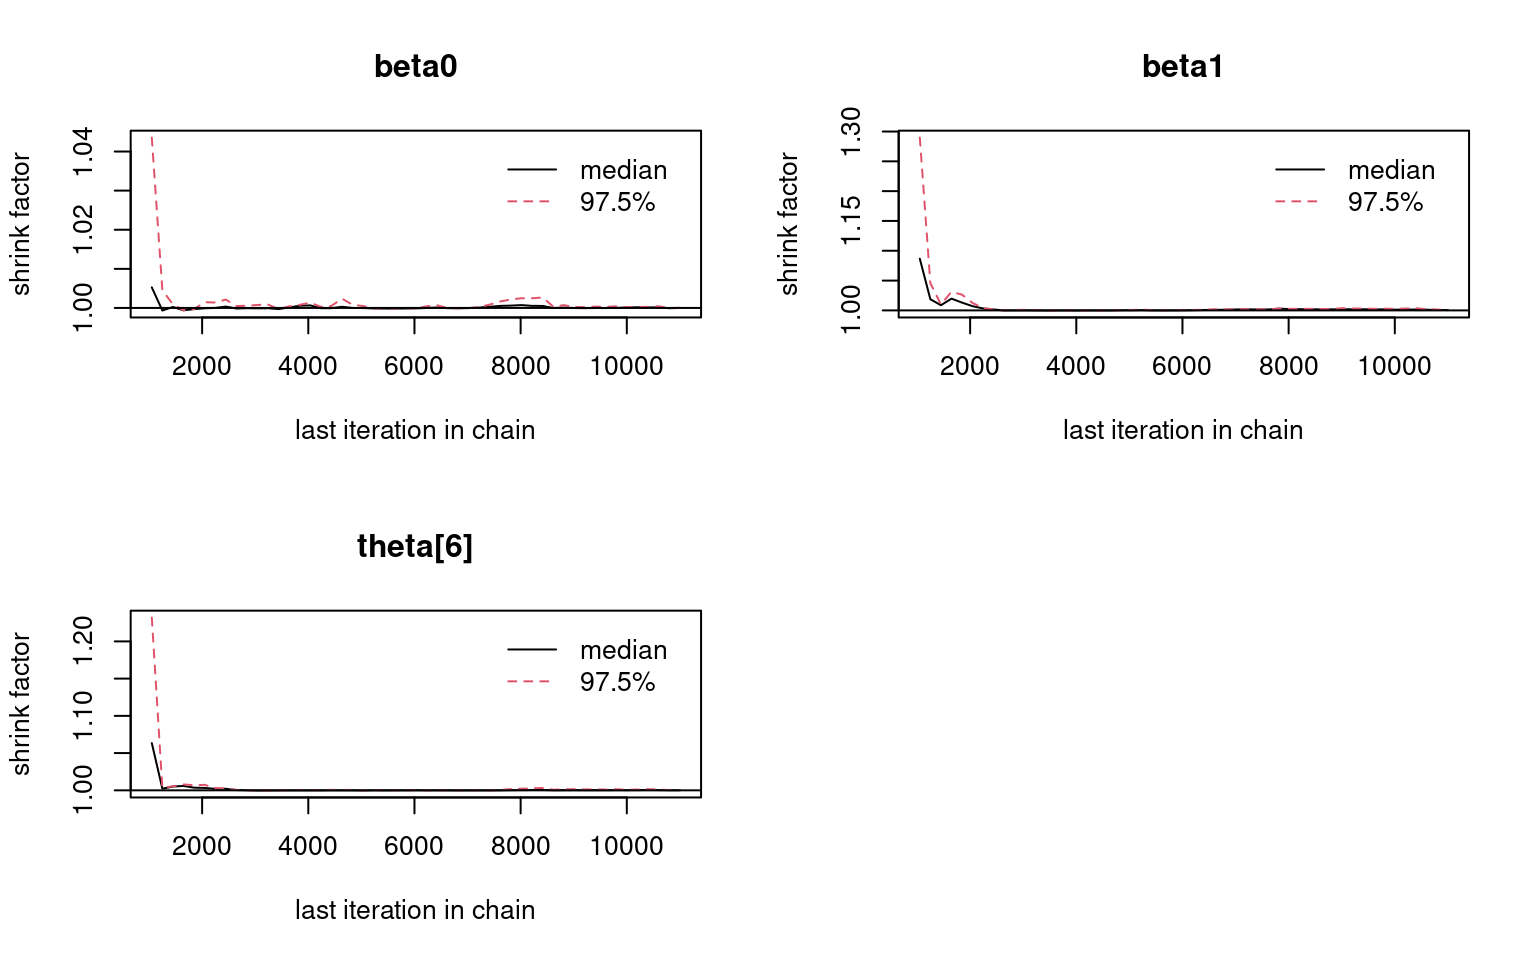 beta0
shrink factor
1.04
1.02
1.00
median
97.5%
2000 4000 6000 8000 10000
last iteration in chain
beta1
shrink factor
1.30
1.15
1.00
median
97.5%
2000 4000 6000 8000 10000
last iteration in chain
theta[6]
shrink factor
1.20
1.10
1.00
median
97.5%
2000 4000 6000 8000 10000
last iteration in chain